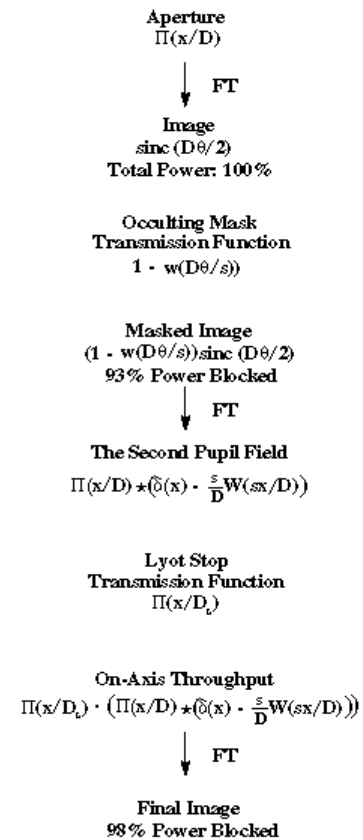 Aperture
Π(x/D)
FT
Image
sinc (Dθ/2)
Total Power: 100%
Occulting Mask
Transmission Function
1 - w(Dθ/s))
Masked Image
(1 - w(Dθ/s))sinc (Dθ/2)
93% Power Blocked
FT
The Second Pupil Field
Π(x/D) ⋆(δ(x) - s/D W(sx/D))
Lyot Stop
Transmission Function
Π(x/D_L)
On-Axis Throughput
Π(x/D_L) · (Π(x/D) ⋆(δ(x) - s/D W(sx/D)))
FT
Final Image
98% Power Blocked